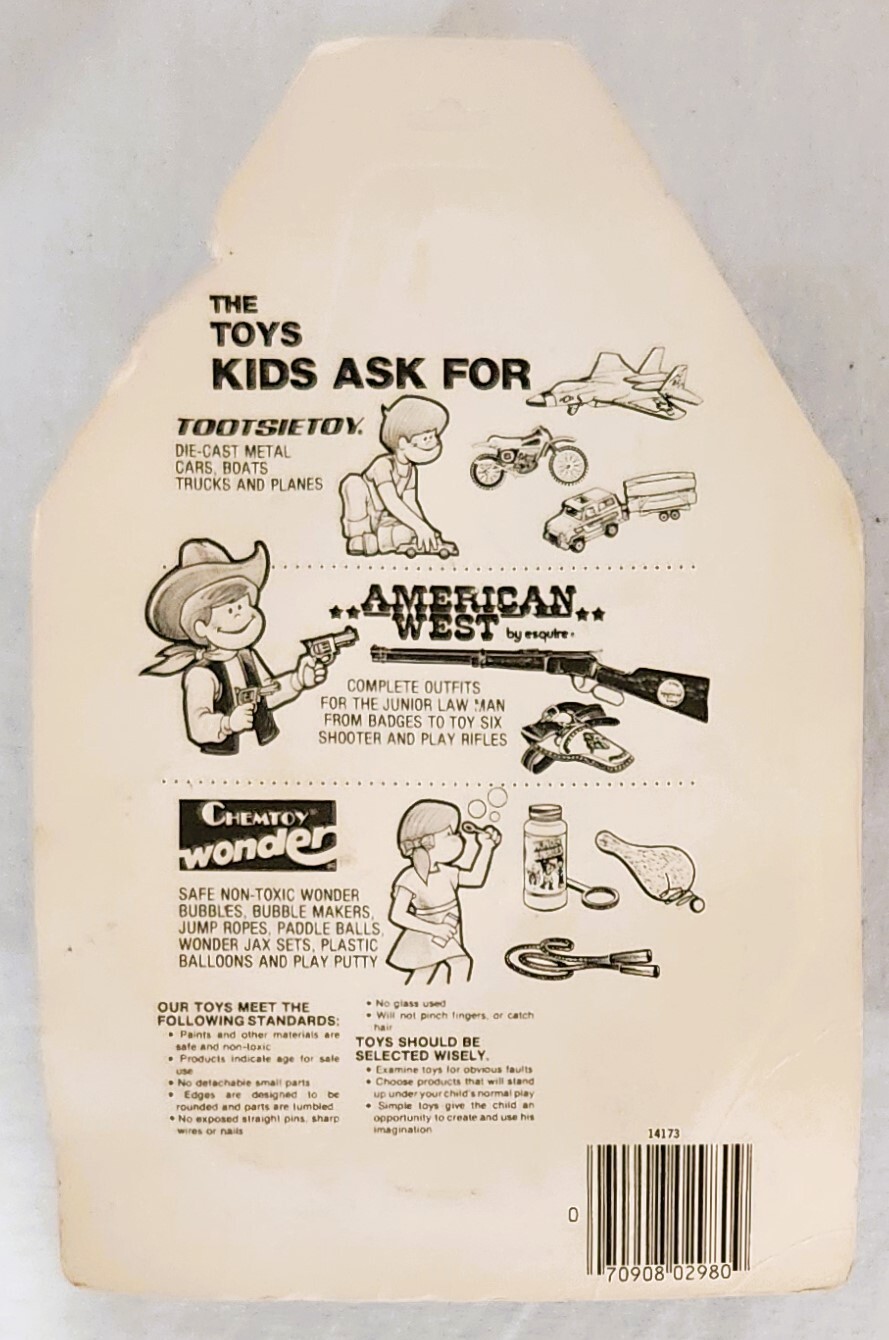 THE
TOYS
KIDS ASK FOR
TOOTSIETOY.
DIE-CAST METAL
CARS, BOATS
TRUCKS AND PLANES
AMERICAN
WEST by esquire
COMPLETE OUTFITS
FOR THE JUNIOR LAW MAN
FROM BADGES TO TOY SIX
SHOOTER AND PLAY RIFLES
CHEMTOY®
wonder
SAFE NON-TOXIC WONDER
BUBBLES, BUBBLE MAKERS,
JUMP ROPES, PADDLE BALLS,
WONDER JAX SETS, PLASTIC
BALLOONS AND PLAY PUTTY
OUR TOYS MEET THE
FOLLOWING STANDARDS:
• Paints and other materials are
safe and non-toxic
• Products indicate age for safe
use
• No detachable small parts
• Edges are designed to be
rounded and parts are tumbled
• No exposed straight pins, sharp
wires or nails
• No glass used
• Will not pinch fingers, or catch
hair
TOYS SHOULD BE
SELECTED WISELY.
• Examine toys for obvious faults
• Choose products that will stand
up under your child's normal play
• Simple toys give the child an
opportunity to create and use his
imagination
14173
0 70908 02980